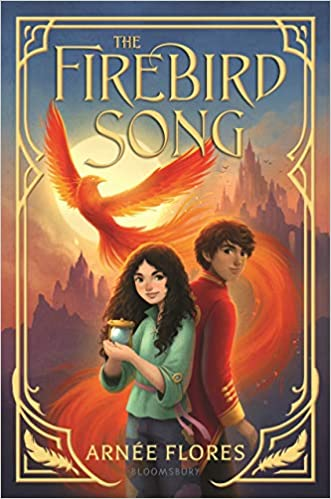 THE
FIREBIRD
SONG
ARNÉE FLORES
BLOOMSBURY